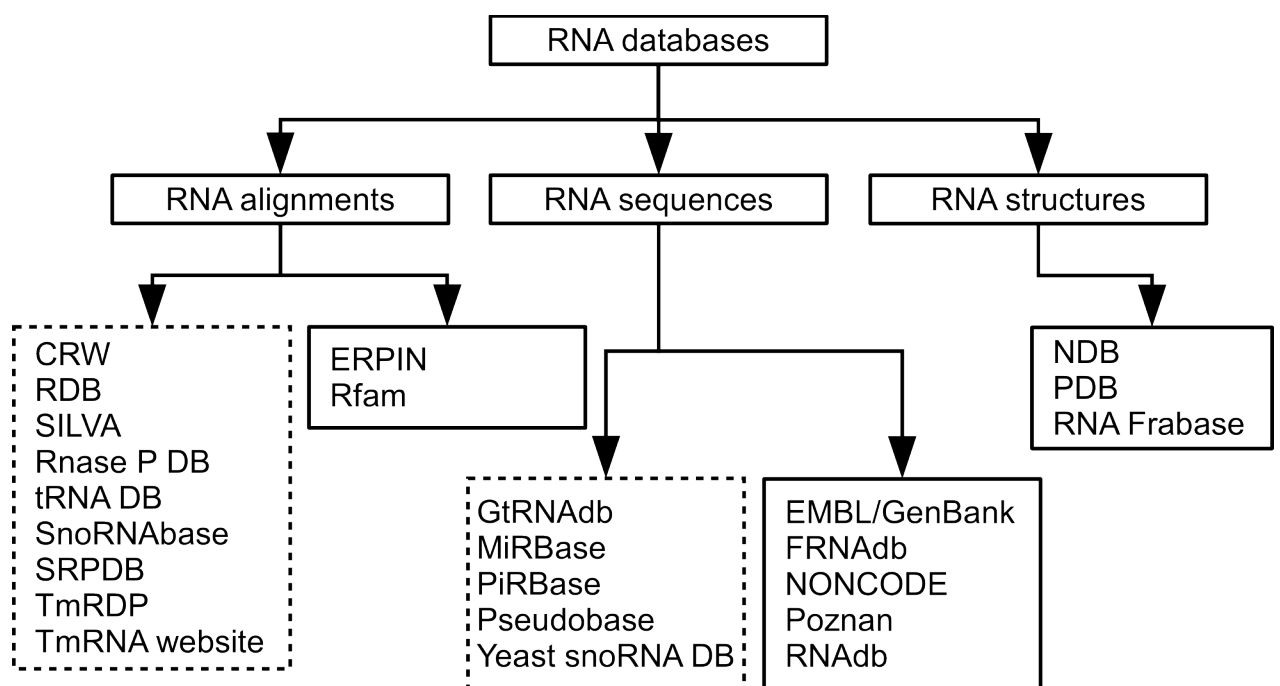 RNA databases
RNA alignments
RNA sequences
RNA structures
CRW
RDB
SILVA
Rnase P DB
tRNA DB
SnoRNAbase
SRPDB
TmRDP
TmRNA website
ERPIN
Rfam
GtRNAdb
MiRBase
PiRBase
Pseudobase
Yeast snoRNA DB
EMBL/GenBank
FRNAdb
NONCODE
Poznan
RNAdb
NDB
PDB
RNA Frabase